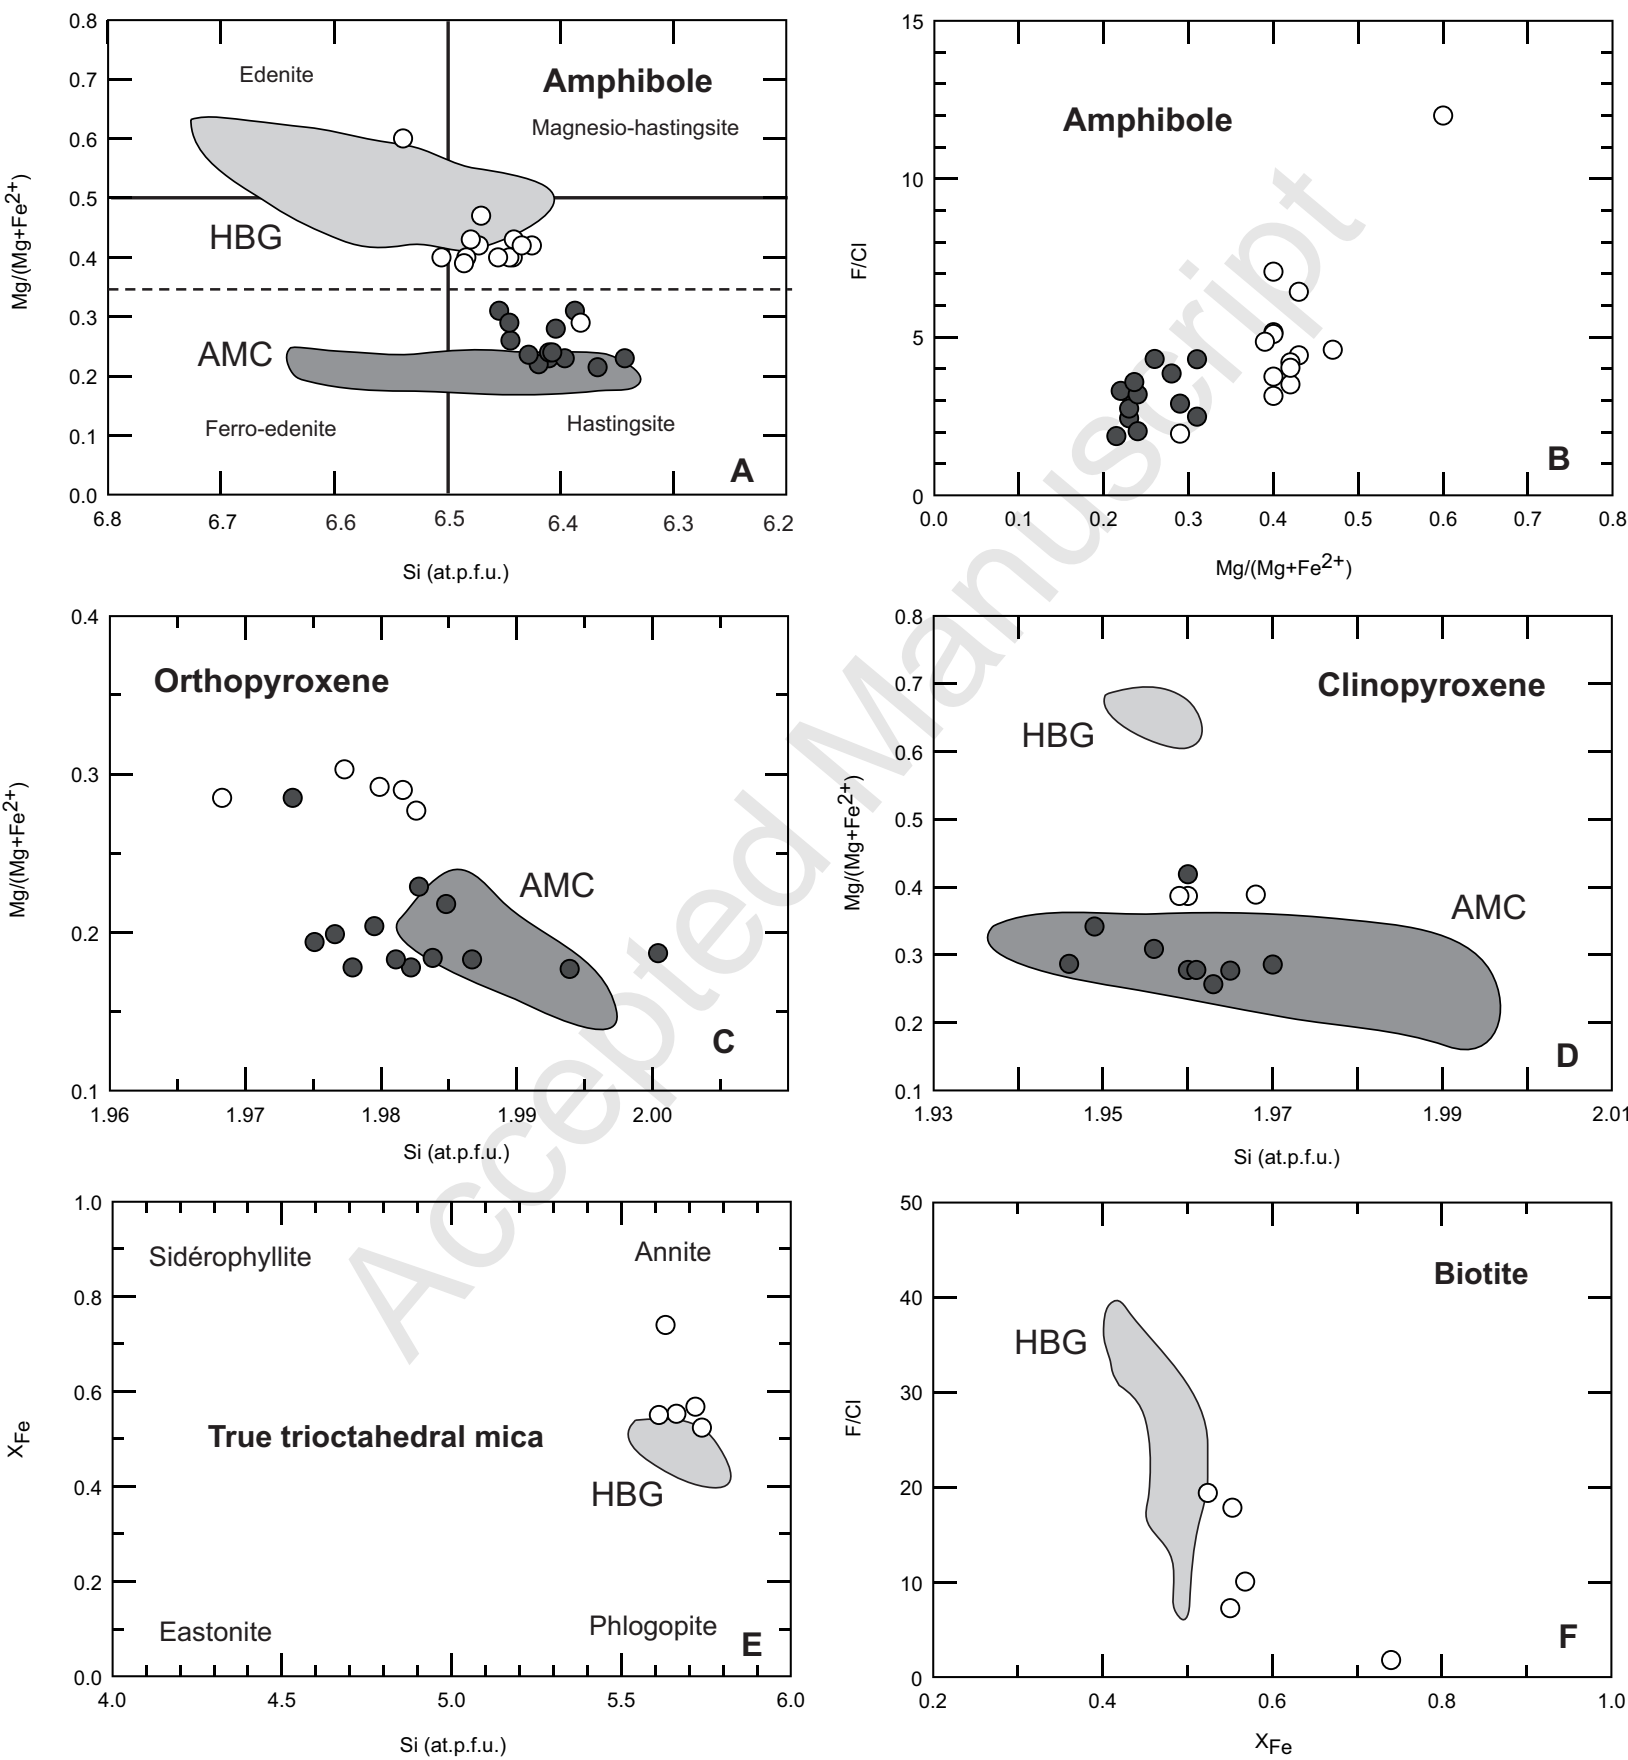 0.8
0.7
0.6
0.5
0.4
0.3
0.2
0.1
0.0
Mg/(Mg+Fe2+)
Edenite
Amphibole
Magnesio-hastingsite
HBG
AMC
Ferro-edenite
Hastingsite
A
6.8 6.7 6.6 6.5 6.4 6.3 6.2
Si (at.p.f.u.)
15
10
5
0
F/Cl
Amphibole
B
0.0 0.1 0.2 0.3 0.4 0.5 0.6 0.7 0.8
Mg/(Mg+Fe2+)
0.4
0.3
0.2
0.1
Mg/(Mg+Fe2+)
Orthopyroxene
AMC
C
1.96 1.97 1.98 1.99 2.00
Si (at.p.f.u.)
0.8
0.7
0.6
0.5
0.4
0.3
0.2
0.1
Mg/(Mg+Fe2+)
Clinopyroxene
HBG
AMC
D
1.93 1.95 1.97 1.99 2.01
Si (at.p.f.u.)
1.0
0.8
0.6
0.4
0.2
0.0
XFe
Sidérophyllite
Annite
True trioctahedral mica
HBG
Eastonite
Phlogopite
E
4.0 4.5 5.0 5.5 6.0
Si (at.p.f.u.)
50
40
30
20
10
0
F/Cl
Biotite
HBG
F
0.2 0.4 0.6 0.8 1.0
XFe
Accepted Manuscript